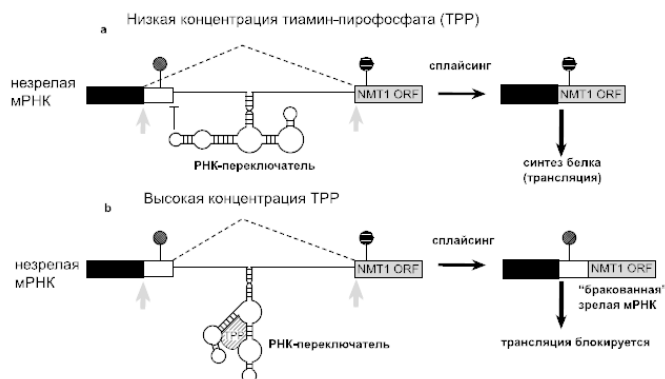 a
Низкая концентрация тиамин-пирофосфата (TPP)
незрелая
мРНК
NMT1 ORF
сплайсинг
NMT1 ORF
РНК-переключатель
синтез белка
(трансляция)
b
Высокая концентрация TPP
незрелая
мРНК
NMT1 ORF
сплайсинг
NMT1 ORF
"бракованная"
зрелая мРНК
TPP
РНК-переключатель
трансляция блокируется